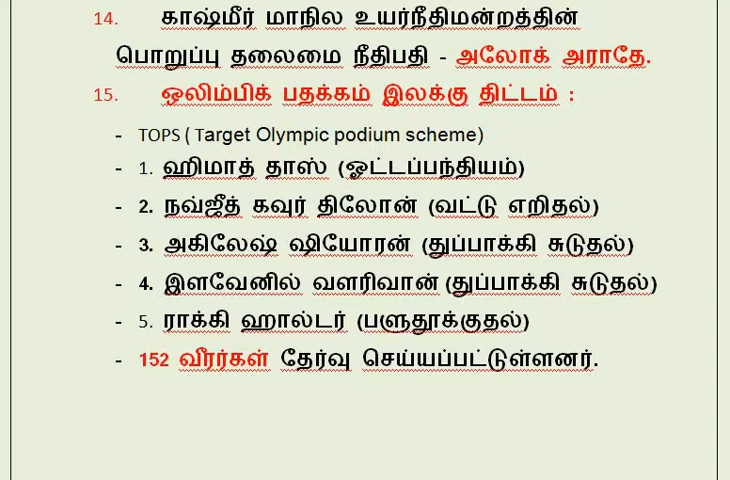 14. காஷ்மீர் மாநில உயர்நீதிமன்றத்தின்
பொறுப்பு தலைமை நீதிபதி - அலோக் அராதே.
15. ஒலிம்பிக் பதக்கம் இலக்கு திட்டம் :
- TOPS ( Target Olympic podium scheme)
- 1. ஹிமாத் தாஸ் (ஓட்டப்பந்தியம்)
- 2. நவ்ஜீத் கவுர் திலோன் (வட்டு எறிதல்)
- 3. அகிலேஷ் ஷியோரன் (துப்பாக்கி சுடுதல்)
- 4. இளவேனில் வளரிவான் (துப்பாக்கி சுடுதல்)
- 5. ராக்கி ஹால்டர் (பளுதூக்குதல்)
- 152 வீரர்கள் தேர்வு செய்யப்பட்டுள்ளனர்.